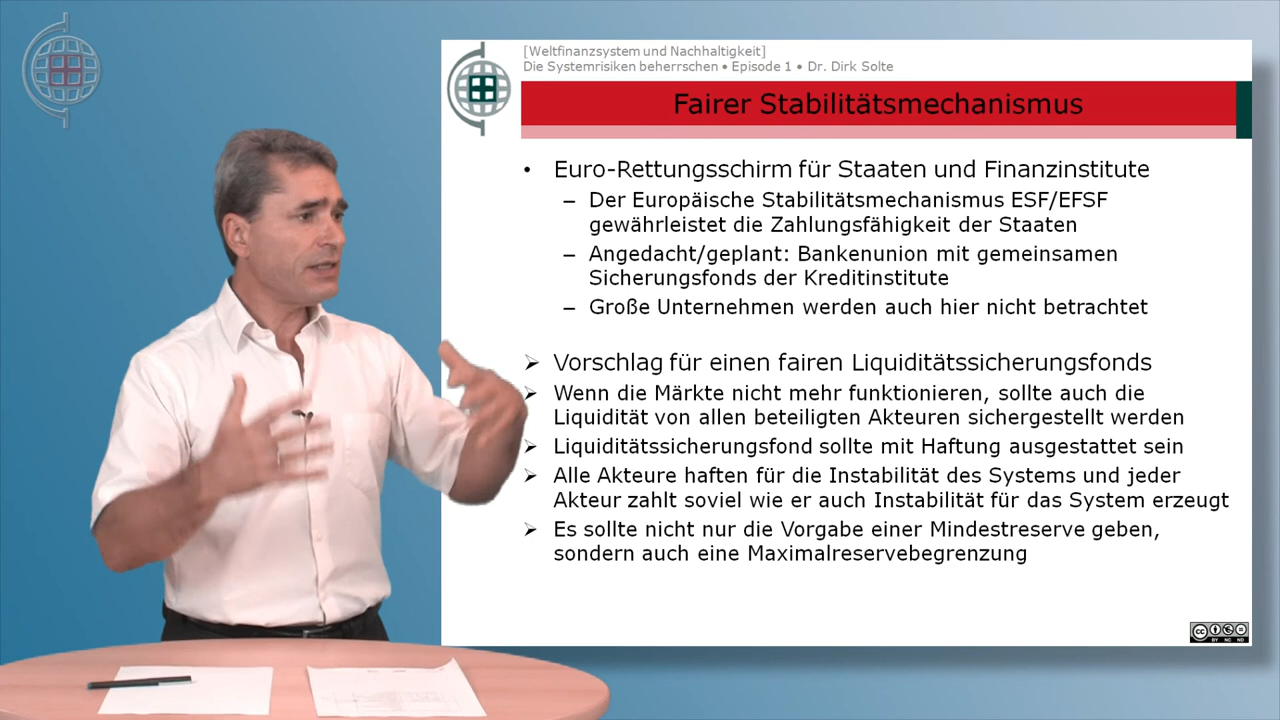 [Weltfinanzsystem und Nachhaltigkeit]
Die Systemrisiken beherrschen • Episode 1 • Dr. Dirk Solte
Fairer Stabilitätsmechanismus
• Euro-Rettungsschirm für Staaten und Finanzinstitute
– Der Europäische Stabilitätsmechanismus ESF/EFSF
gewährleistet die Zahlungsfähigkeit der Staaten
– Angedacht/geplant: Bankenunion mit gemeinsamen
Sicherungsfonds der Kreditinstitute
– Große Unternehmen werden auch hier nicht betrachtet
➢ Vorschlag für einen fairen Liquiditätssicherungsfonds
➢ Wenn die Märkte nicht mehr funktionieren, sollte auch die
Liquidität von allen beteiligten Akteuren sichergestellt werden
➢ Liquiditätssicherungsfond sollte mit Haftung ausgestattet sein
➢ Alle Akteure haften für die Instabilität des Systems und jeder
Akteur zahlt soviel wie er auch Instabilität für das System erzeugt
➢ Es sollte nicht nur die Vorgabe einer Mindestreserve geben,
sondern auch eine Maximalreservebegrenzung
cc
BY NC ND